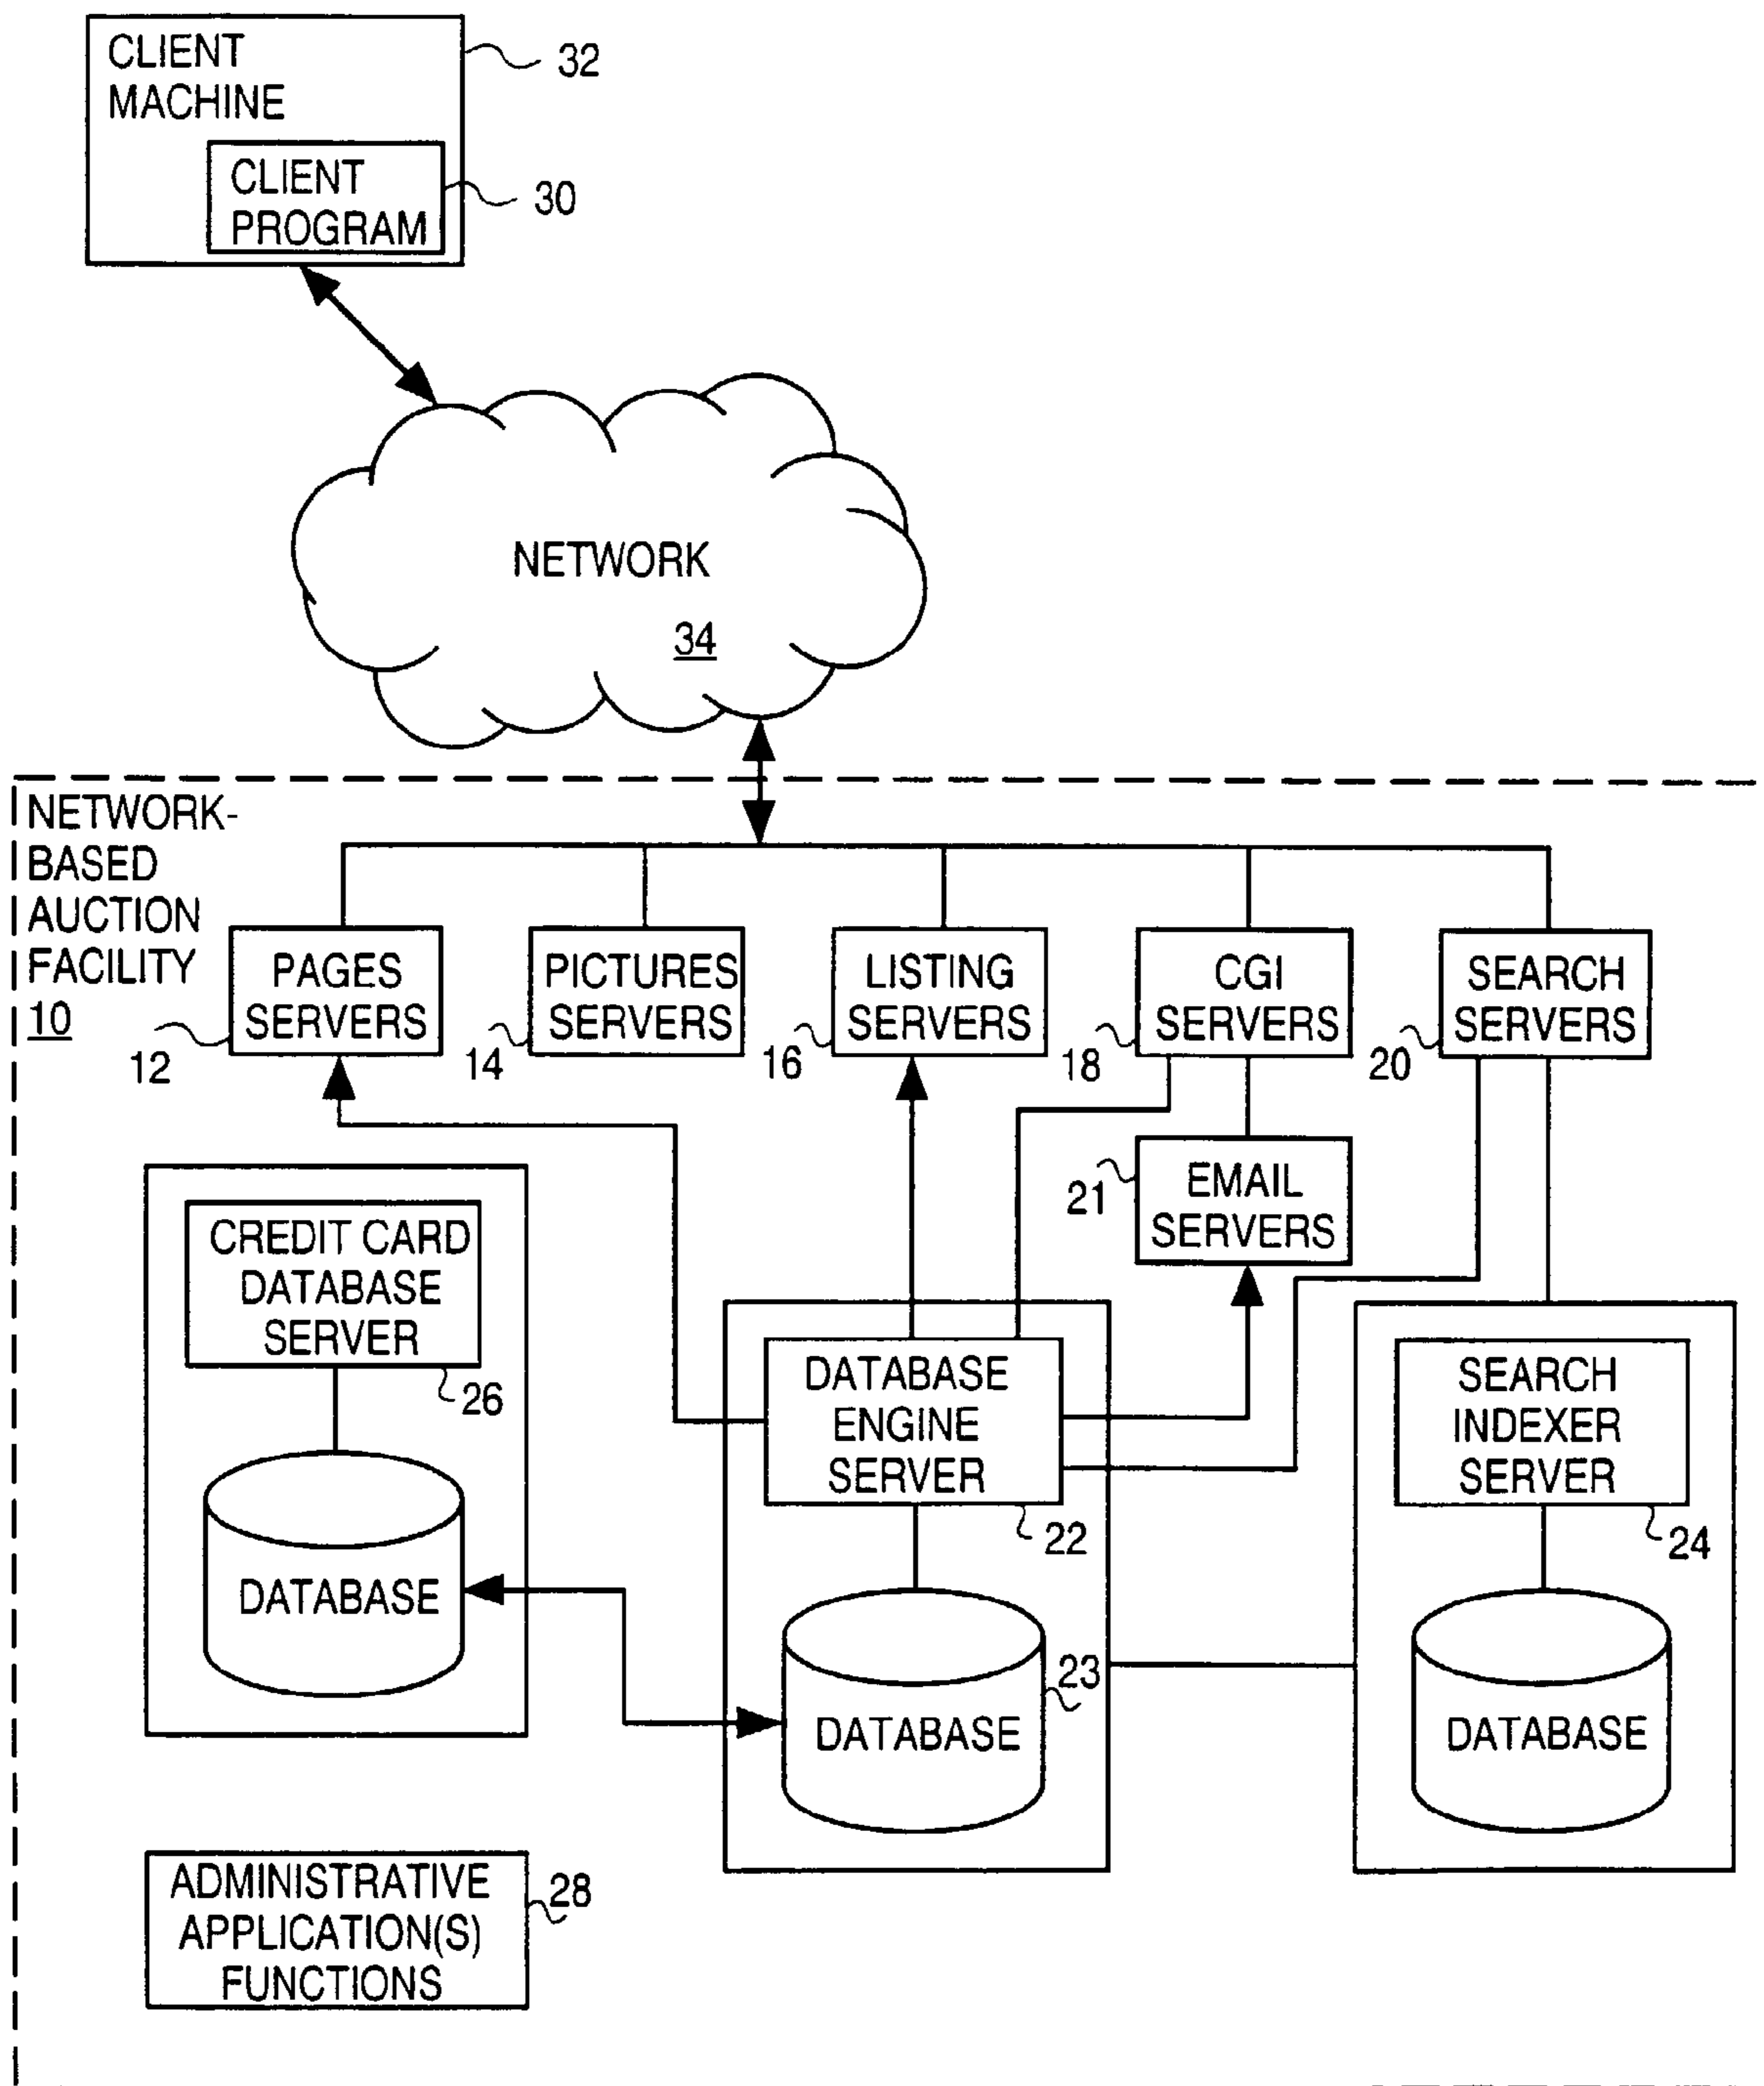 CLIENT
MACHINE
32
CLIENT
PROGRAM
30
NETWORK
34
NETWORK-
BASED
AUCTION
FACILITY
10
PAGES
SERVERS
12
PICTURES
SERVERS
14
LISTING
SERVERS
16
CGI
SERVERS
18
SEARCH
SERVERS
20
EMAIL
SERVERS
21
CREDIT CARD
DATABASE
SERVER
26
DATABASE
DATABASE
ENGINE
SERVER
22
DATABASE
23
SEARCH
INDEXER
SERVER
24
DATABASE
ADMINISTRATIVE
APPLICATION(S)
FUNCTIONS
28